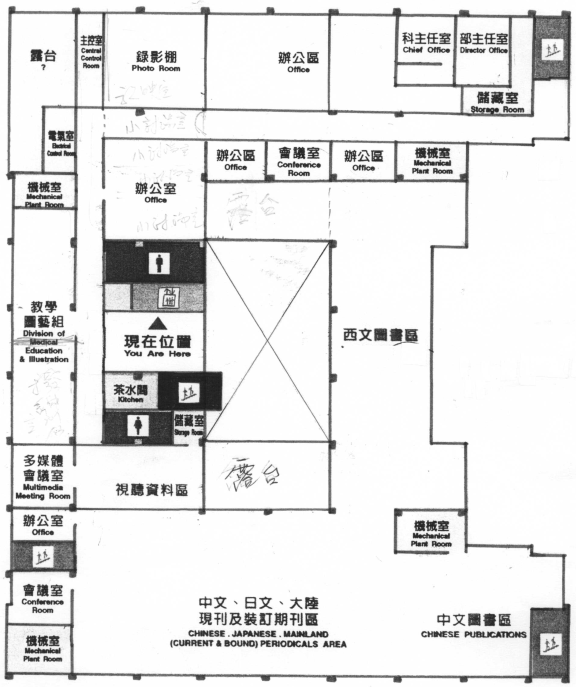 露台
?
主控室
Central
Control
Room
錄影棚
Photo Room
辦公區
Office
科主任室
Chief Office
部主任室
Director Office
儲藏室
Storage Room
電氣室
Electrical
Control Room
辦公區
Office
會議室
Conference
Room
辦公區
Office
機械室
Mechanical
Plant Room
機械室
Mechanical
Plant Room
辦公室
Office
露台
教學
圖藝組
Division of
Medical
Education
& Illustration
現在位置
You Are Here
西文圖書區
茶水間
Kitchen
儲藏室
Storage Room
多媒體
會議室
Multimedia
Meeting Room
視聽資料區
露台
辦公室
Office
機械室
Mechanical
Plant Room
會議室
Conference
Room
中文、日文、大陸
現刊及裝訂期刊區
CHINESE . JAPANESE . MAINLAND
(CURRENT & BOUND) PERIODICALS AREA
中文圖書區
CHINESE PUBLICATIONS
機械室
Mechanical
Plant Room